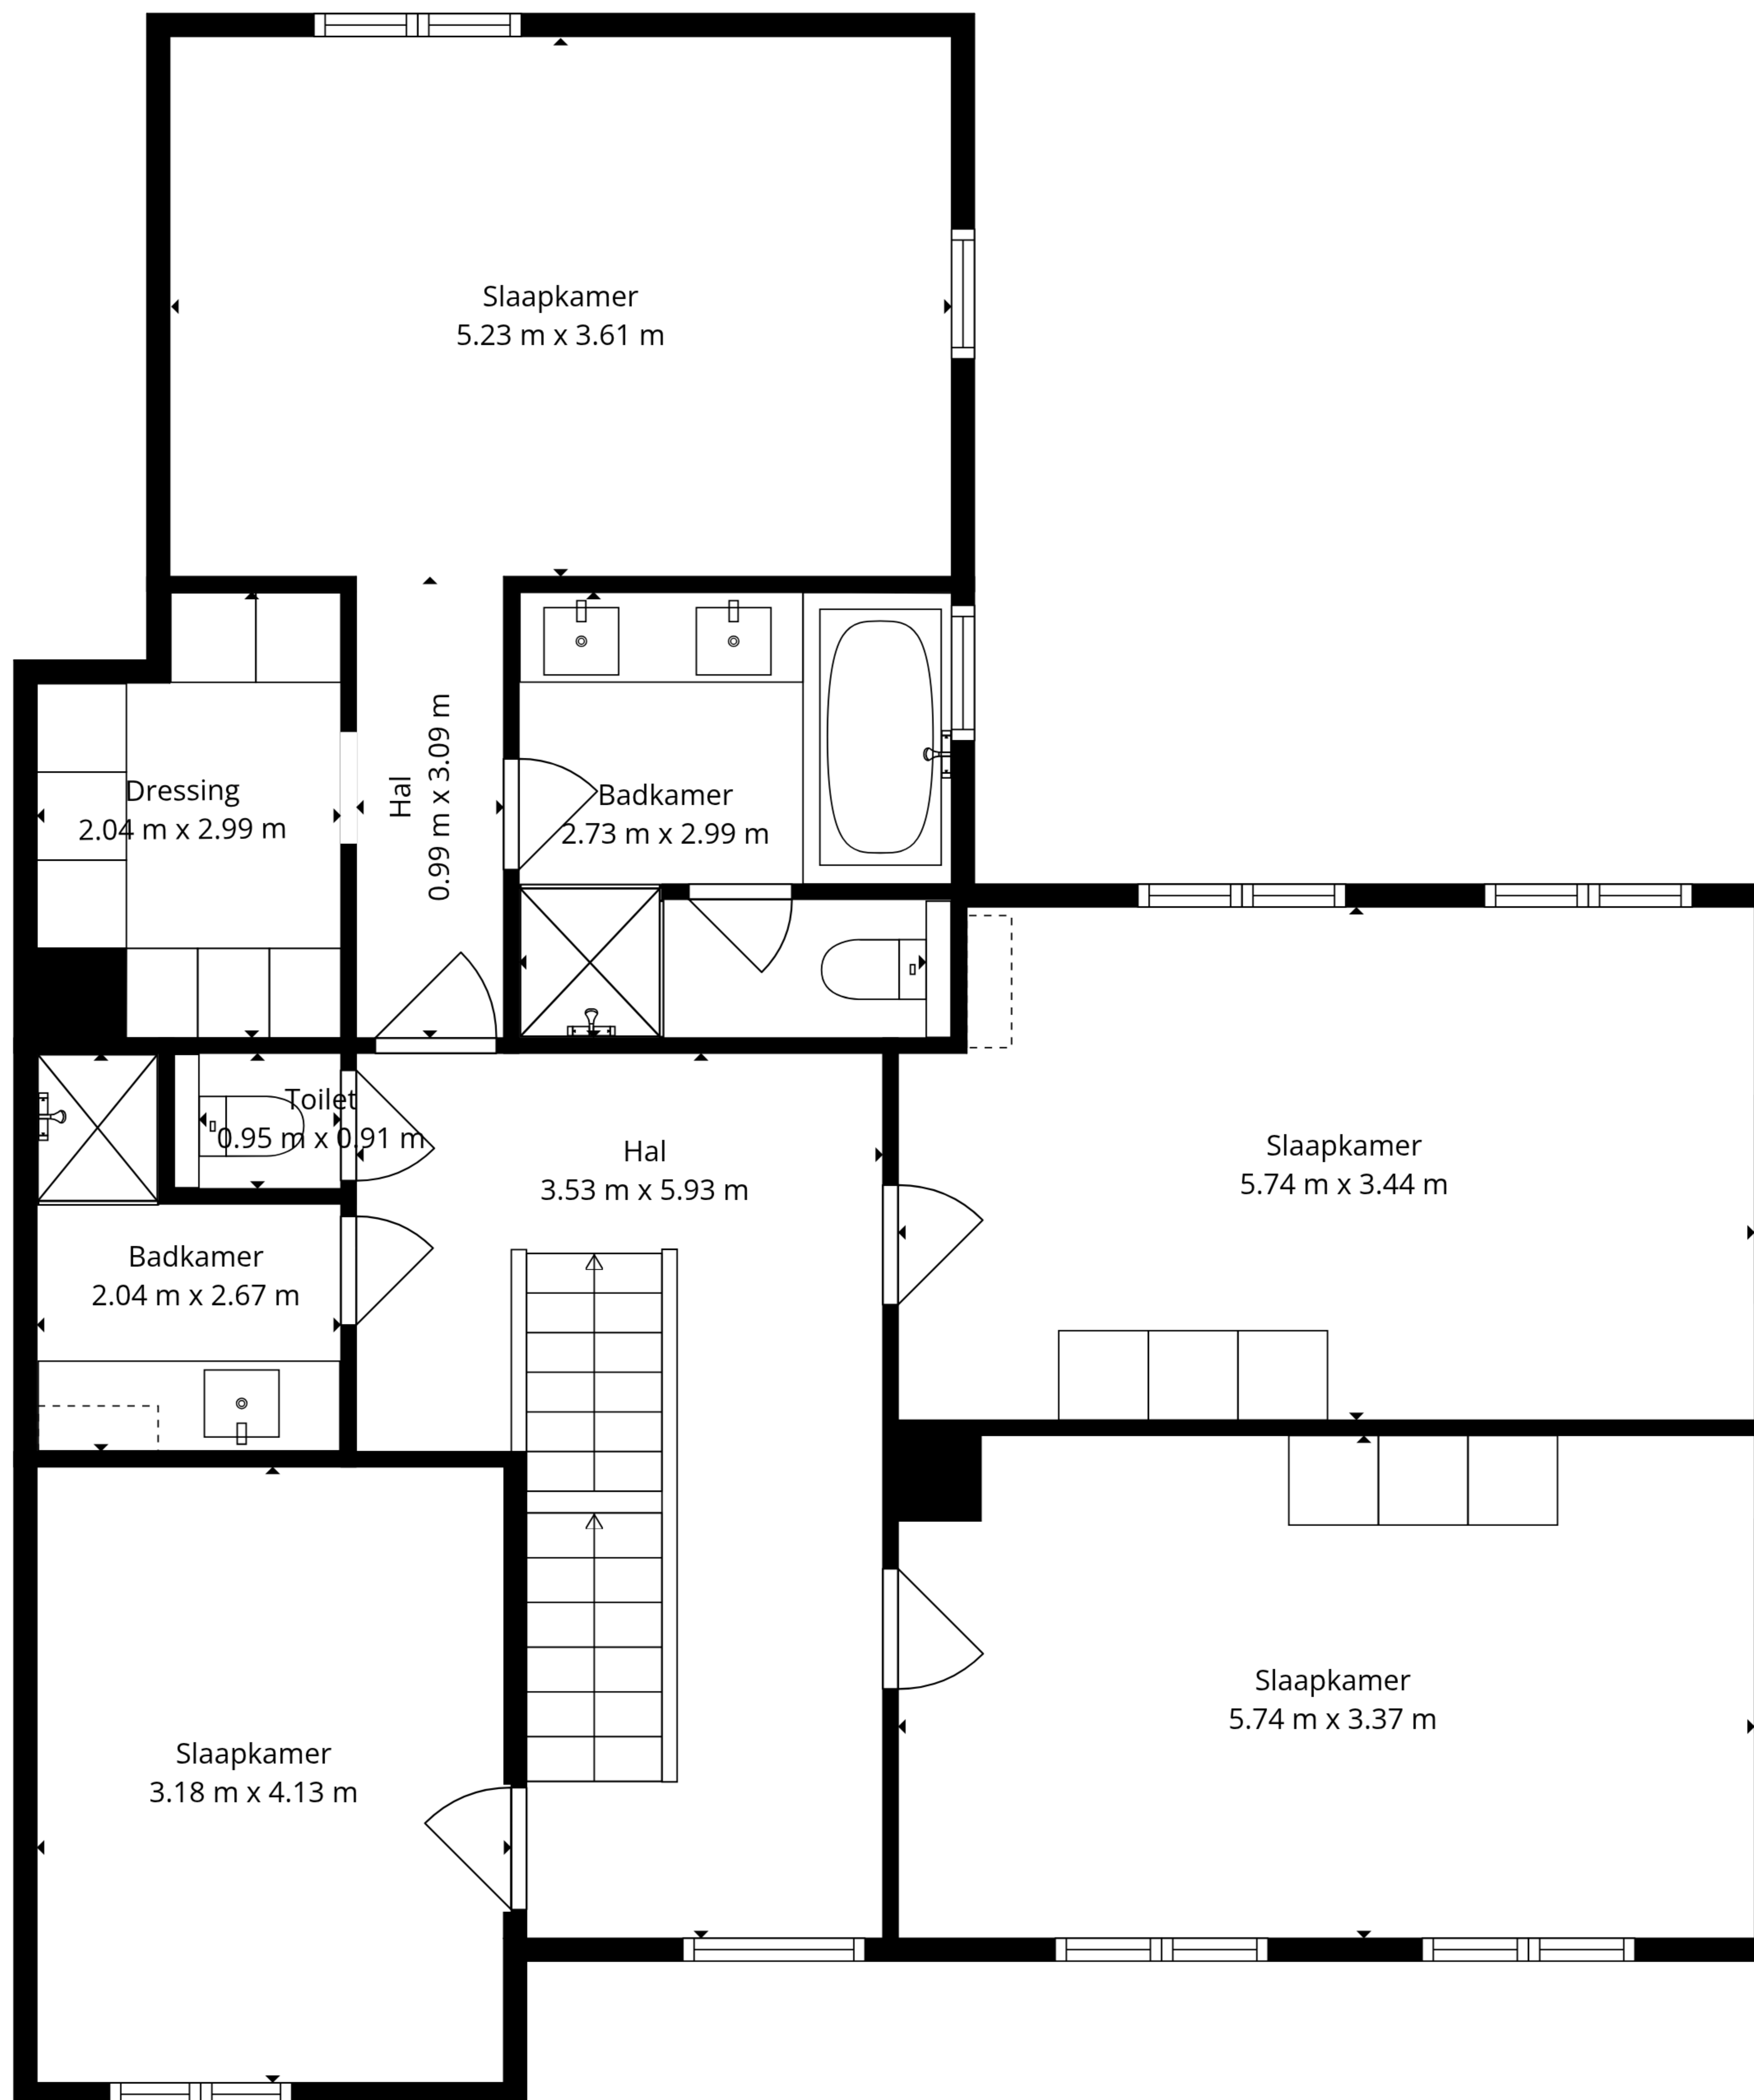 Slaapkamer
5.23 m x 3.61 m
Dressing
2.04 m x 2.99 m
Hal
0.99 m x 3.09 m
Badkamer
2.73 m x 2.99 m
Toilet
0.95 m x 0.91 m
Hal
3.53 m x 5.93 m
Slaapkamer
5.74 m x 3.44 m
Badkamer
2.04 m x 2.67 m
Slaapkamer
5.74 m x 3.37 m
Slaapkamer
3.18 m x 4.13 m